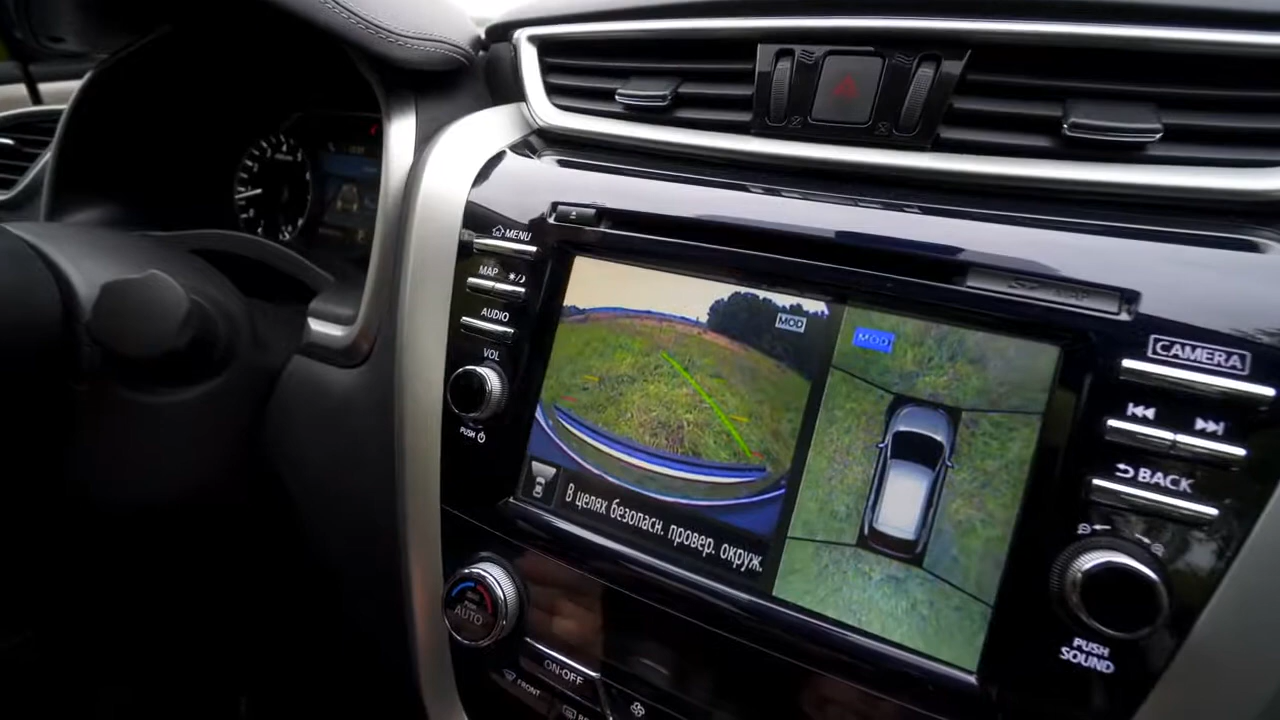 MENU
MAP
AUDIO
VOL
PUSH
MOD
MOD
В целях безопасн. провер. окруж.
CAMERA
BACK
PUSH
SOUND
AUTO
ON·OFF
FRONT